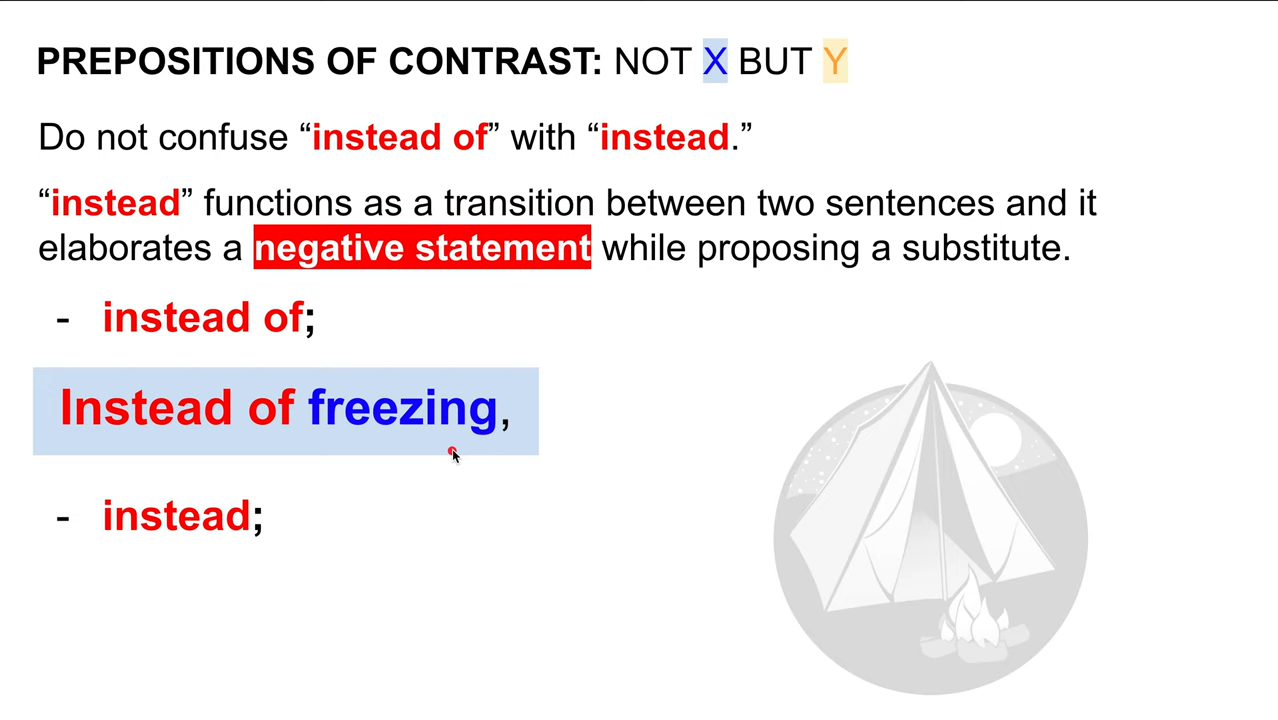 PREPOSITIONS OF CONTRAST: NOT X BUT Y
Do not confuse “instead of” with “instead.”
“instead” functions as a transition between two sentences and it
elaborates a negative statement while proposing a substitute.
- instead of;
Instead of freezing,
- instead;